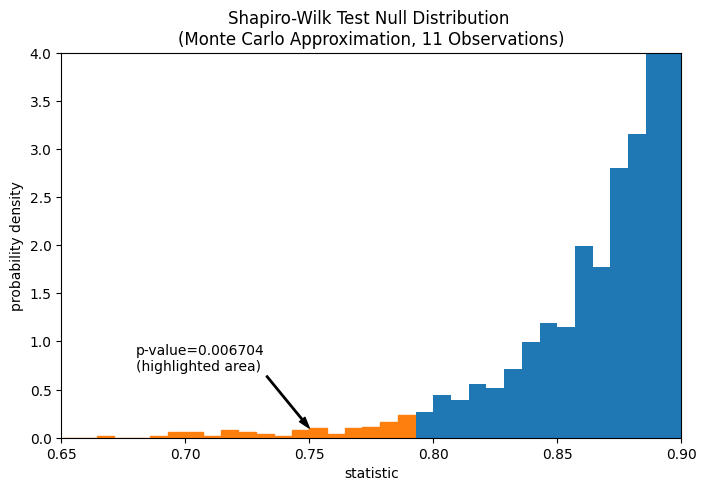 Shapiro-Wilk Test Null Distribution
(Monte Carlo Approximation, 11 Observations)
4.0
3.5
3.0
2.5
2.0
1.5
1.0
0.5
0.0
probability density
p-value=0.006704
(highlighted area)
0.65
0.70
0.75
0.80
0.85
0.90
statistic